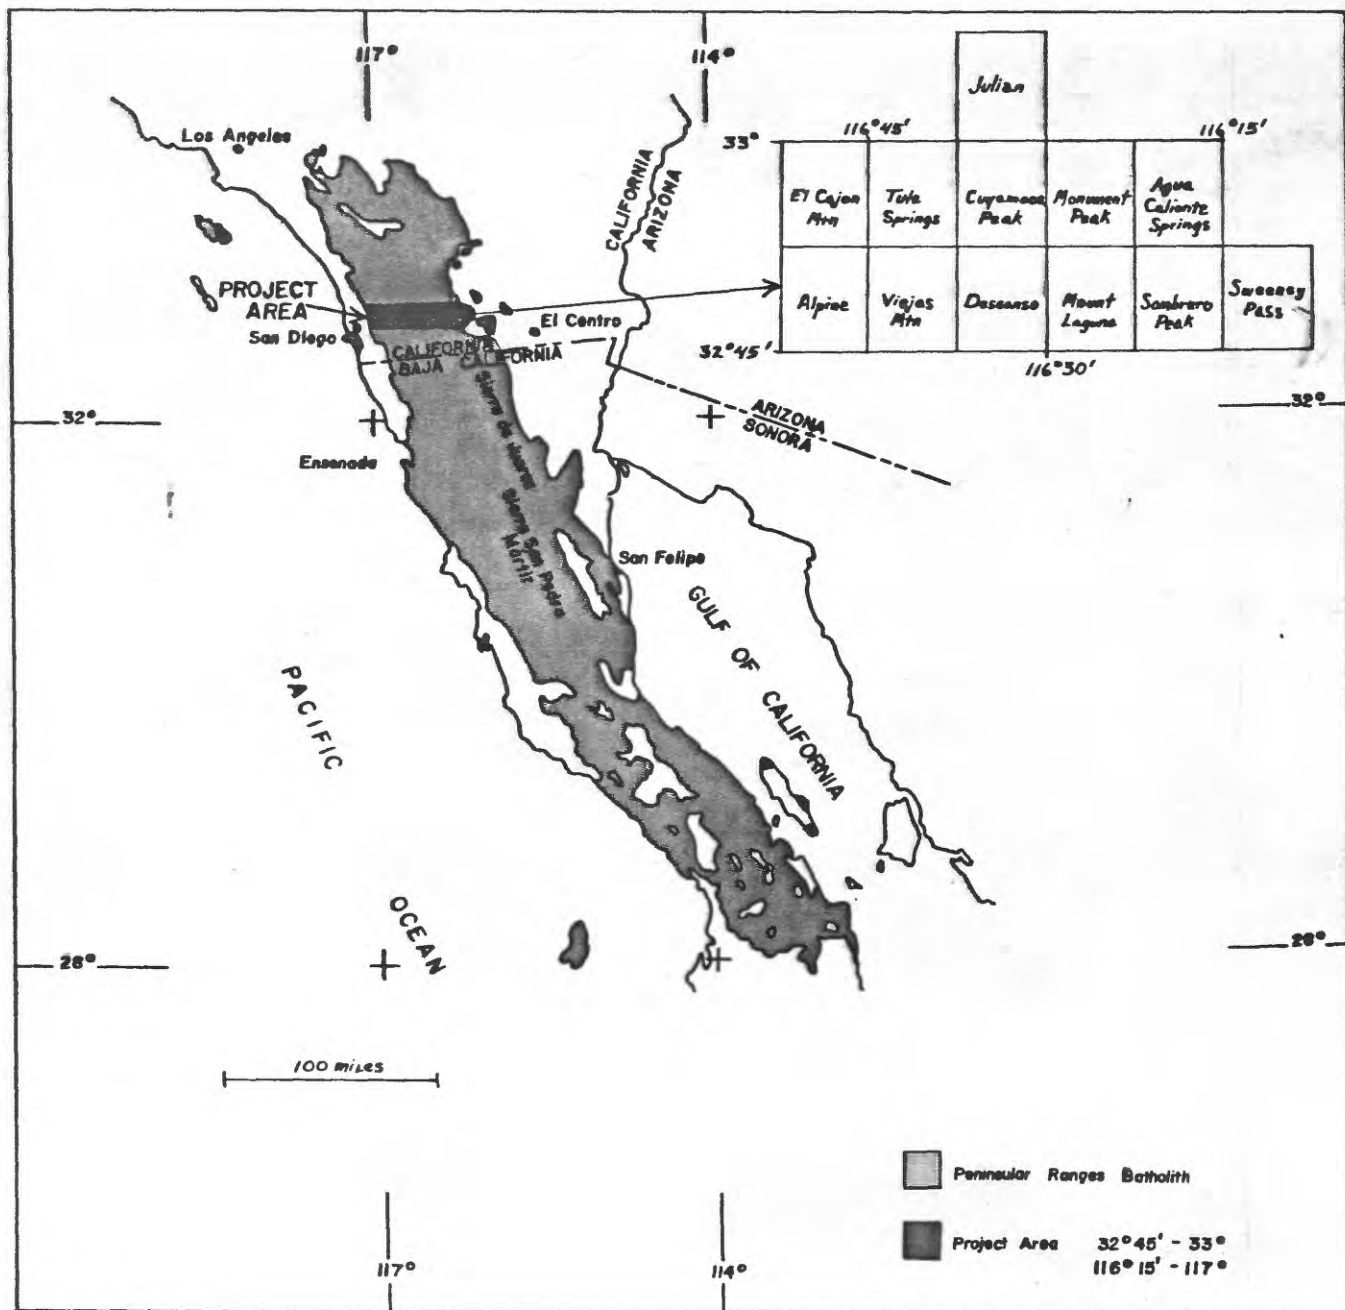 117°
114°
Julian
116°45'
116°15'
33°
Los Angeles
CALIFORNIA
ARIZONA
El Cajon
Mtn
Tule
Springs
Cuyamaca
Peak
Monument
Peak
Agua
Caliente
Springs
PROJECT
AREA
Alpine
Viejas
Mtn
Descanso
Mount
Laguna
Sombrero
Peak
Sweeney
Pass
San Diego
El Centro
CALIFORNIA
BAJA CALIFORNIA
32°45'
116°30'
32°
ARIZONA
SONORA
32°
Ensenada
Sierra de Juarez
Sierra San Pedro
Martir
San Felipe
GULF OF CALIFORNIA
PACIFIC
OCEAN
28°
28°
100 miles
Peninsular Ranges Batholith
Project Area 32°45' - 33°
116°15' - 117°
117°
114°